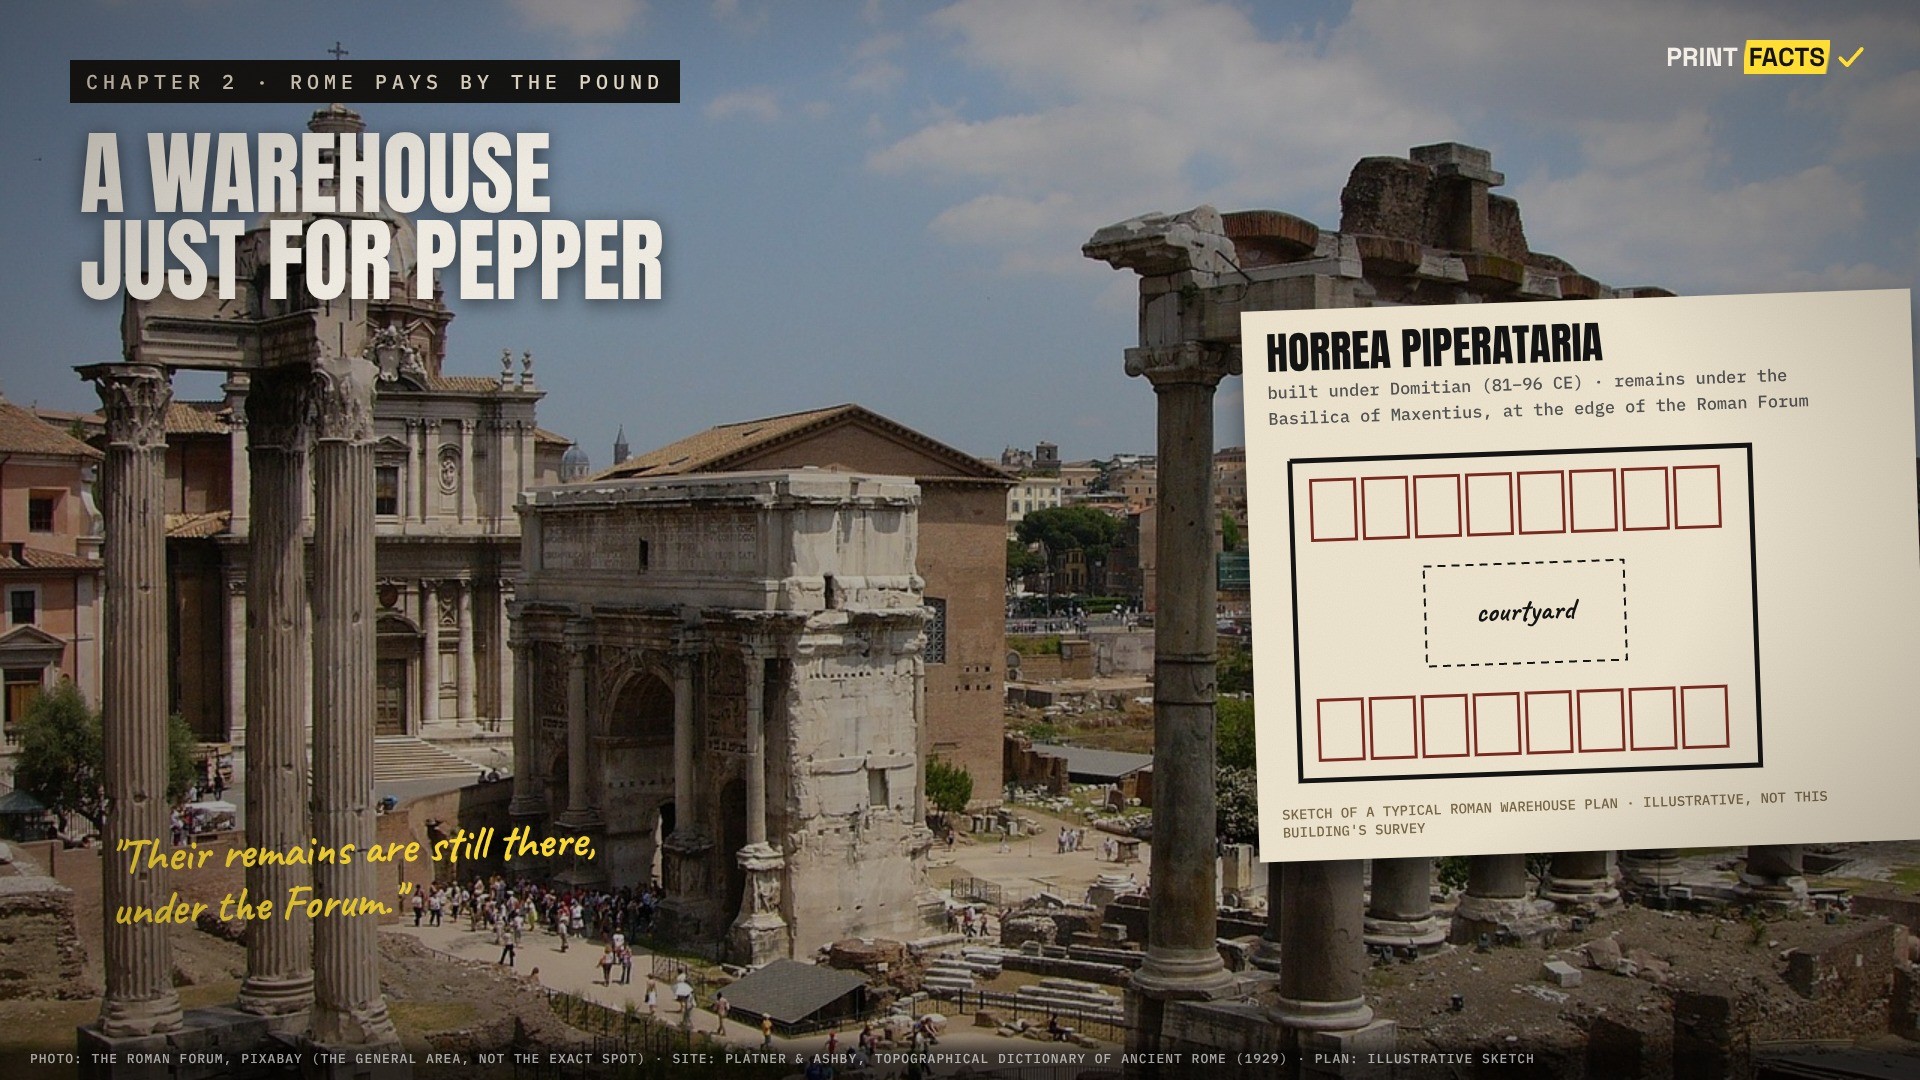 CHAPTER 2 · ROME PAYS BY THE POUND
PRINT FACTS
A WAREHOUSE
JUST FOR PEPPER
HORREA PIPERATARIA
built under Domitian (81–96 CE) · remains under the
Basilica of Maxentius, at the edge of the Roman Forum
courtyard
SKETCH OF A TYPICAL ROMAN WAREHOUSE PLAN · ILLUSTRATIVE, NOT THIS
BUILDING'S SURVEY
"Their remains are still there,
under the Forum."
PHOTO: THE ROMAN FORUM, PIXABAY (THE GENERAL AREA, NOT THE EXACT SPOT) · SITE: PLATNER & ASHBY, TOPOGRAPHICAL DICTIONARY OF ANCIENT ROME (1929) · PLAN: ILLUSTRATIVE SKETCH